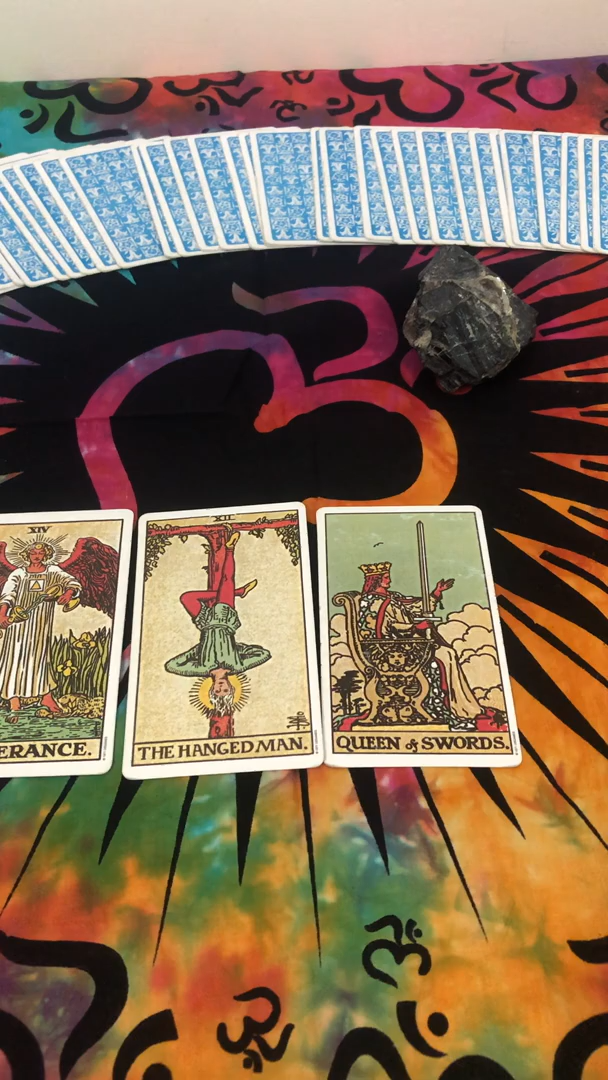 XIV
XII
ERANCE.
THE HANGED MAN.
QUEEN of SWORDS.
ॐ
ॐ